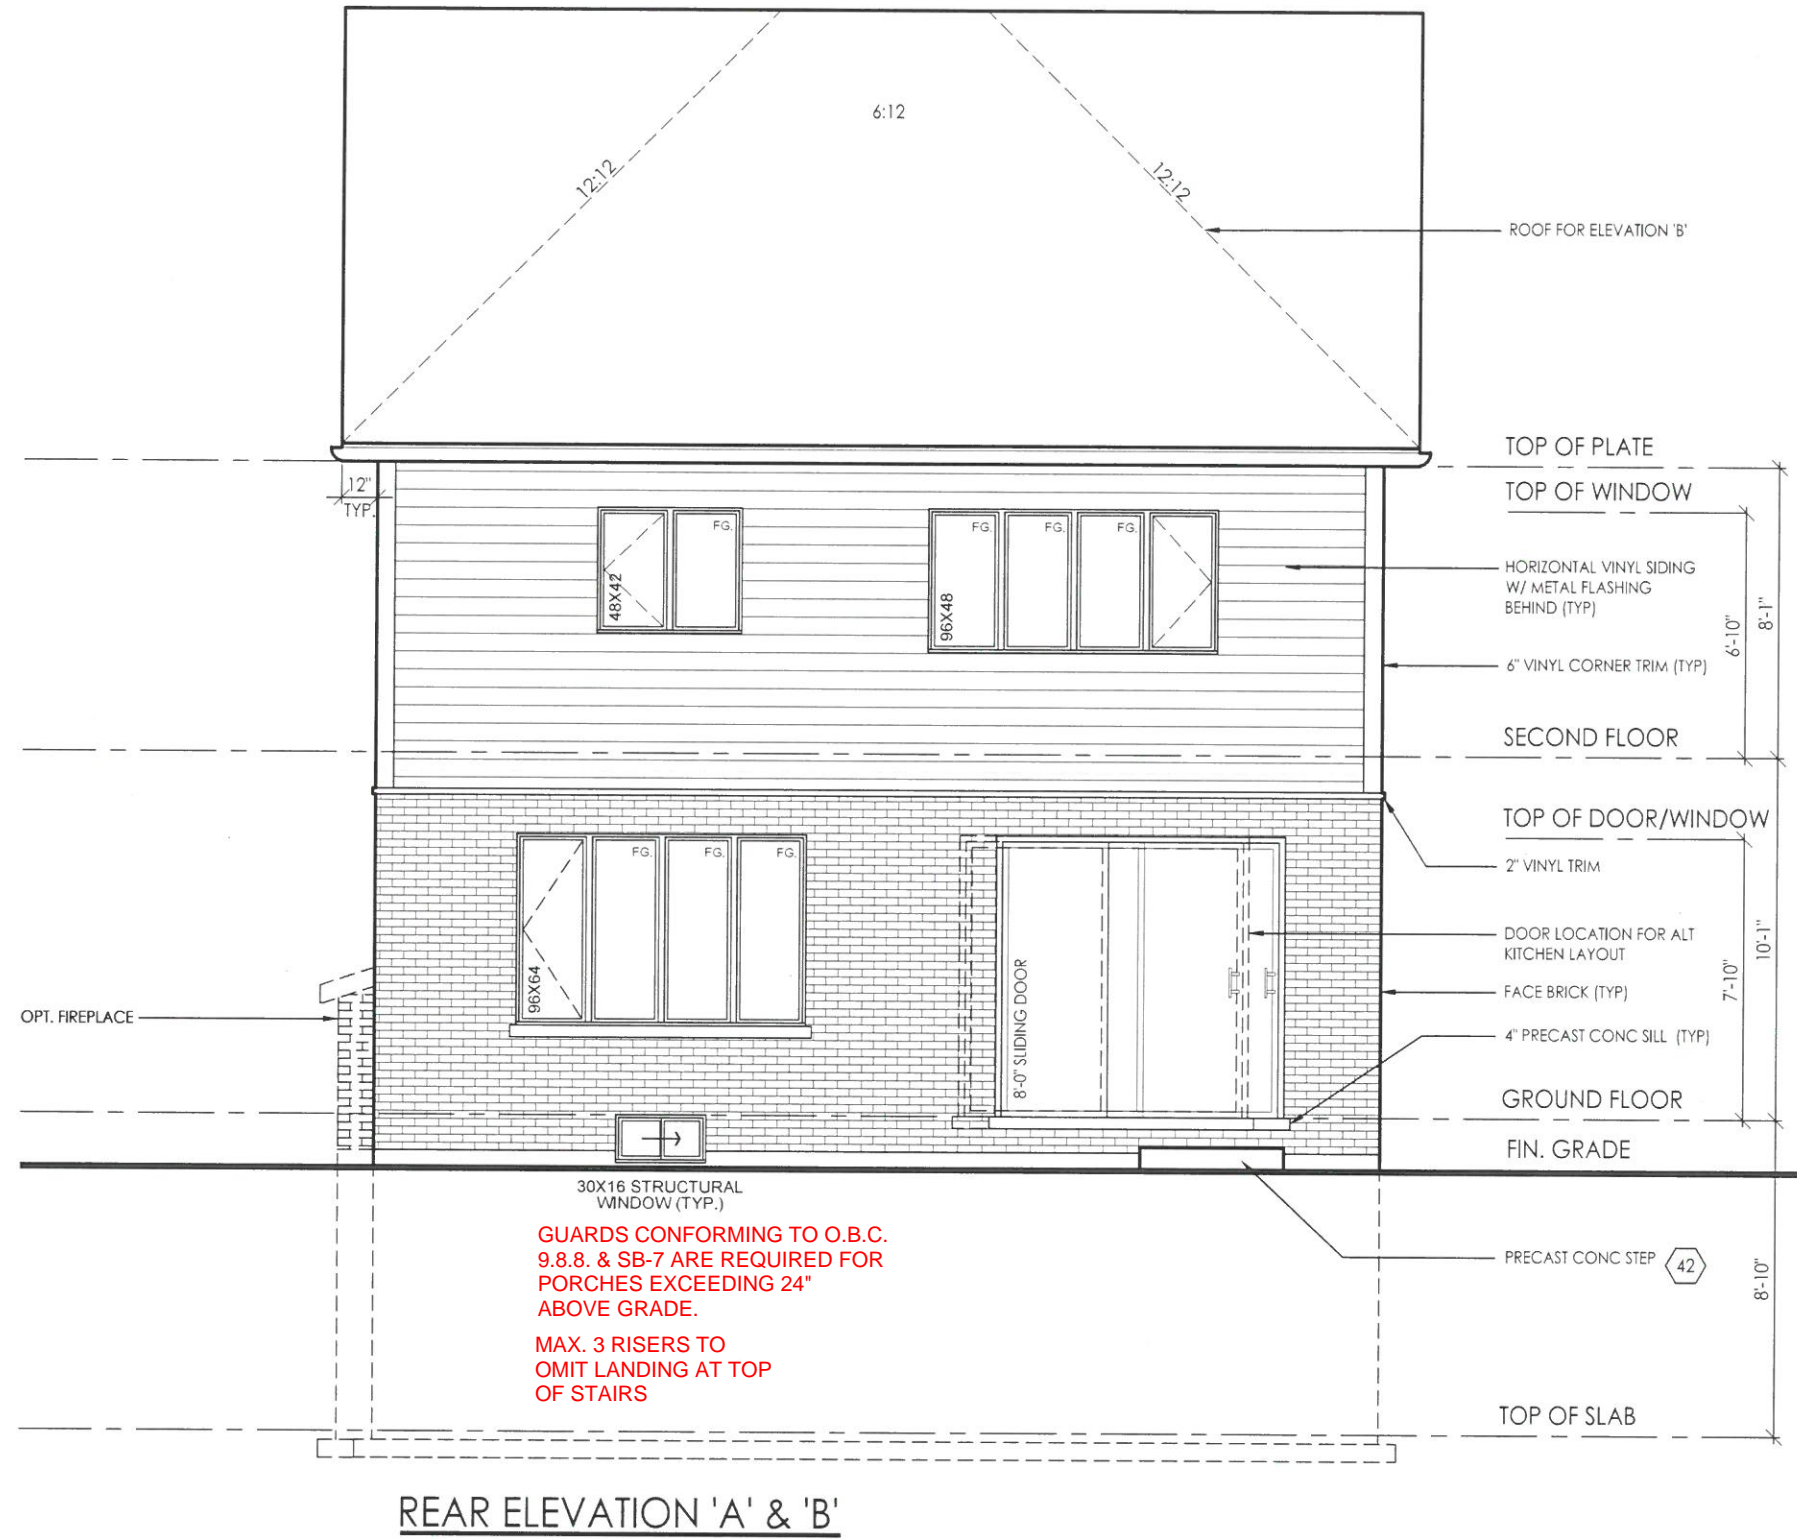 6:12
12:12
12:12
ROOF FOR ELEVATION 'B'
TOP OF PLATE
12"
TYP.
TOP OF WINDOW
FG.
FG.
FG.
FG.
48X42
96X48
HORIZONTAL VINYL SIDING
W/ METAL FLASHING
BEHIND (TYP)
6'-10"
8'-1"
6" VINYL CORNER TRIM (TYP)
SECOND FLOOR
TOP OF DOOR/WINDOW
FG.
FG.
FG.
2" VINYL TRIM
96X64
8'-0" SLIDING DOOR
DOOR LOCATION FOR ALT
KITCHEN LAYOUT
7'-10"
10'-1"
FACE BRICK (TYP)
OPT. FIREPLACE
4" PRECAST CONC SILL (TYP)
GROUND FLOOR
FIN. GRADE
30X16 STRUCTURAL
WINDOW (TYP.)
GUARDS CONFORMING TO O.B.C.
9.8.8. & SB-7 ARE REQUIRED FOR
PORCHES EXCEEDING 24"
ABOVE GRADE.
MAX. 3 RISERS TO
OMIT LANDING AT TOP
OF STAIRS
PRECAST CONC STEP 42
8'-10"
TOP OF SLAB
REAR ELEVATION 'A' & 'B'